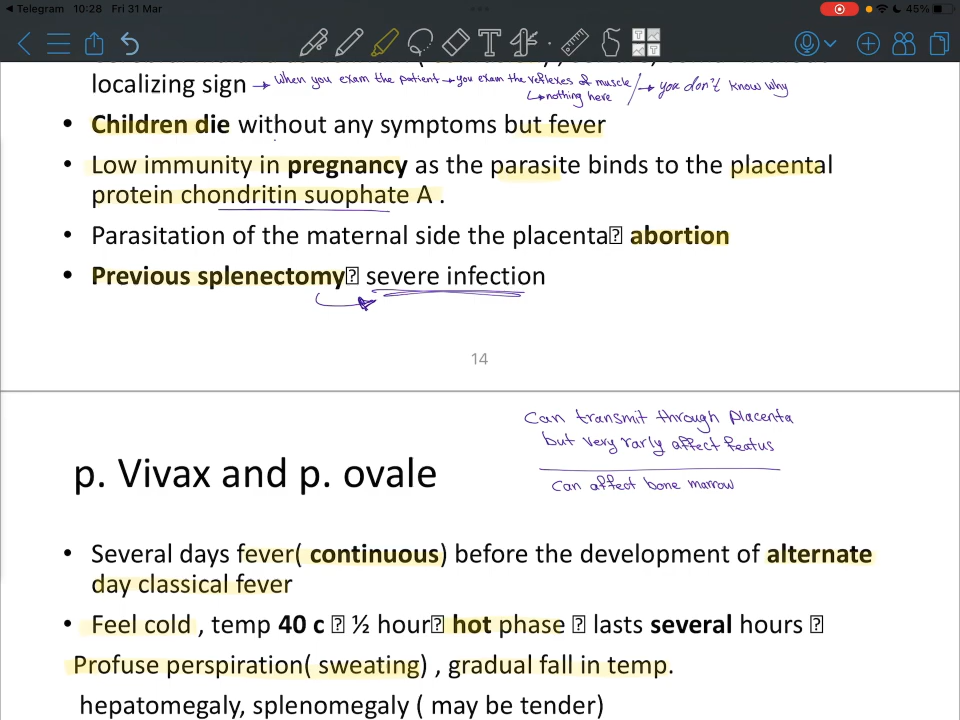 Telegram 10:28 Fri 31 Mar 45%
localizing sign → when you exam the patient → you exam the reflexes of muscle → you don't know why
↳ nothing here
• Children die without any symptoms but fever
• Low immunity in pregnancy as the parasite binds to the placental
protein chondritin suophate A .
• Parasitation of the maternal side the placenta abortion
• Previous splenectomy severe infection
14
Can transmit through placenta
but very rarly affect featus
can affect bone marrow
p. Vivax and p. ovale
• Several days fever( continuous) before the development of alternate
day classical fever
• Feel cold , temp 40 c ½ hour hot phase lasts several hours
Profuse perspiration( sweating) , gradual fall in temp.
hepatomegaly, splenomegaly ( may be tender)